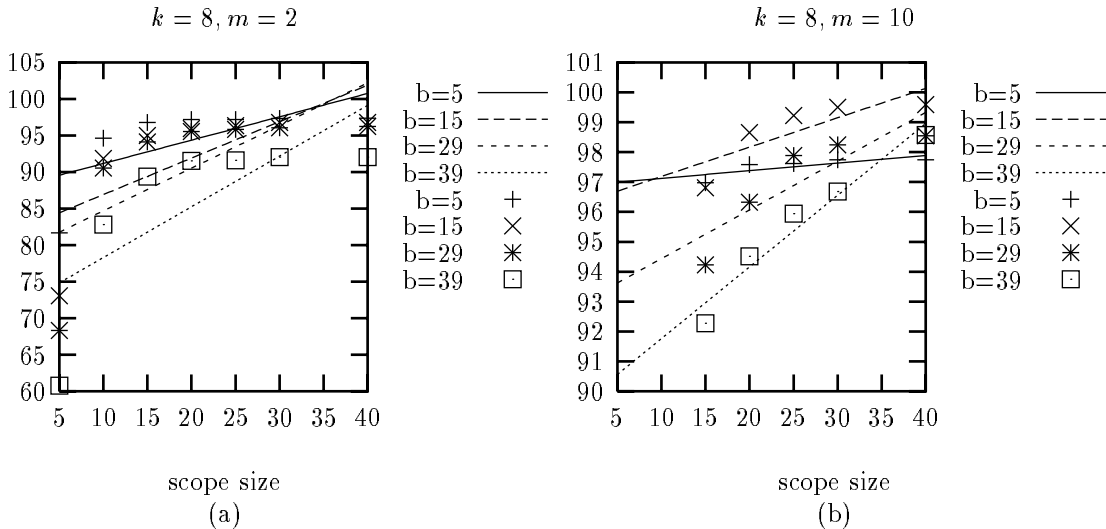 k = 8, m = 2
105
100
95
90
85
80
75
70
65
60
5 10 15 20 25 30 35 40
b=5
b=15
b=29
b=39
b=5
b=15
b=29
b=39
scope size
(a)
k = 8, m = 10
101
100
99
98
97
96
95
94
93
92
91
90
5 10 15 20 25 30 35 40
b=5
b=15
b=29
b=39
b=5
b=15
b=29
b=39
scope size
(b)